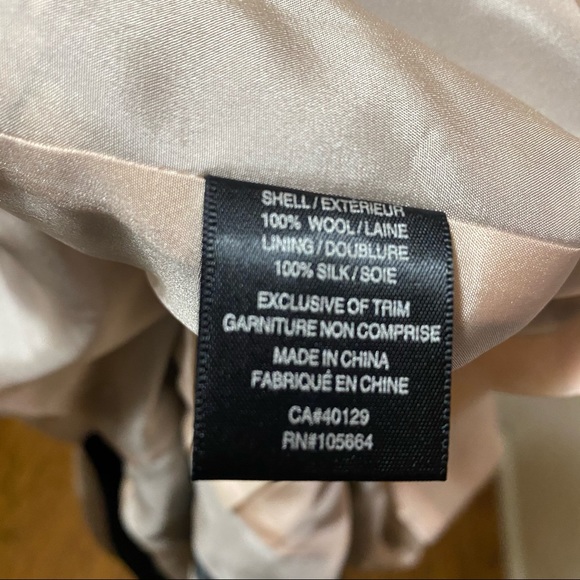 SHELL/EXTÉRIEUR
100% WOOL/LAINE
LINING/DOUBLURE
100% SILK/SOIE
EXCLUSIVE OF TRIM
GARNITURE NON COMPRISE
MADE IN CHINA
FABRIQUÉ EN CHINE
CA#40129
RN#105664